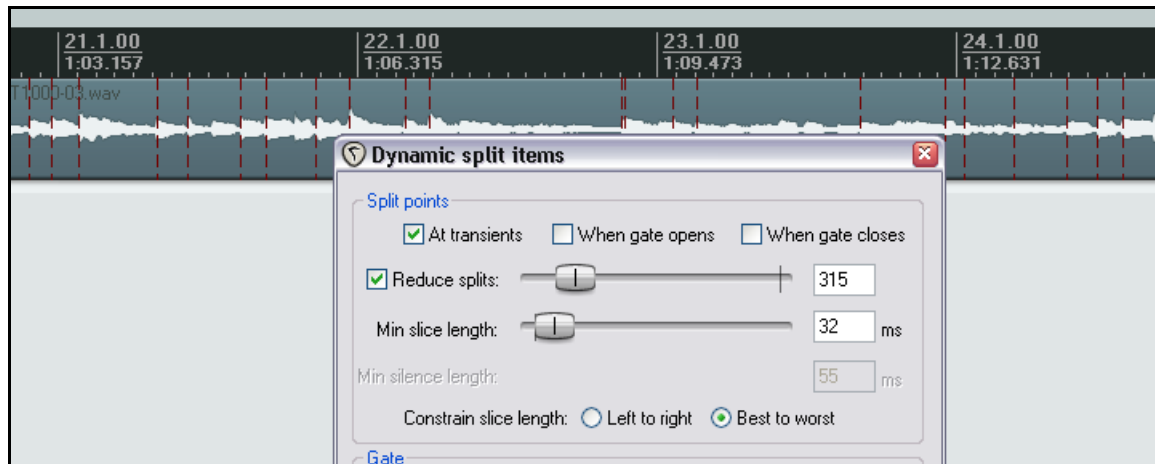 21.1.00 22.1.00 23.1.00 24.1.00
1:03.157 1:06.315 1:09.473 1:12.631
T1000-03.wav
Dynamic split items
Split points
At transients When gate opens When gate closes
Reduce splits: 315
Min slice length: 32 ms
Min silence length: 55 ms
Constrain slice length: Left to right Best to worst
Gate